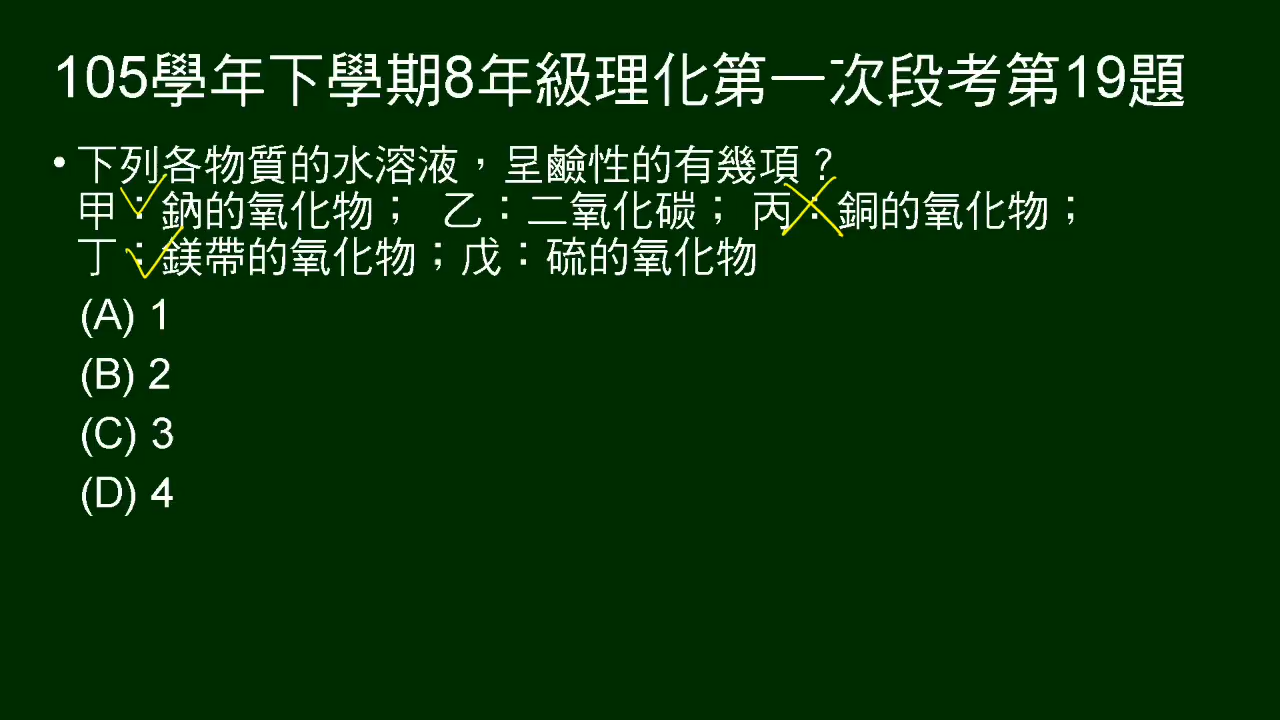 105學年下學期8年級理化第一次段考第19題
• 下列各物質的水溶液，呈鹼性的有幾項？
甲：鈉的氧化物； 乙：二氧化碳； 丙：銅的氧化物；
丁：鎂帶的氧化物；戊：硫的氧化物
(A) 1
(B) 2
(C) 3
(D) 4